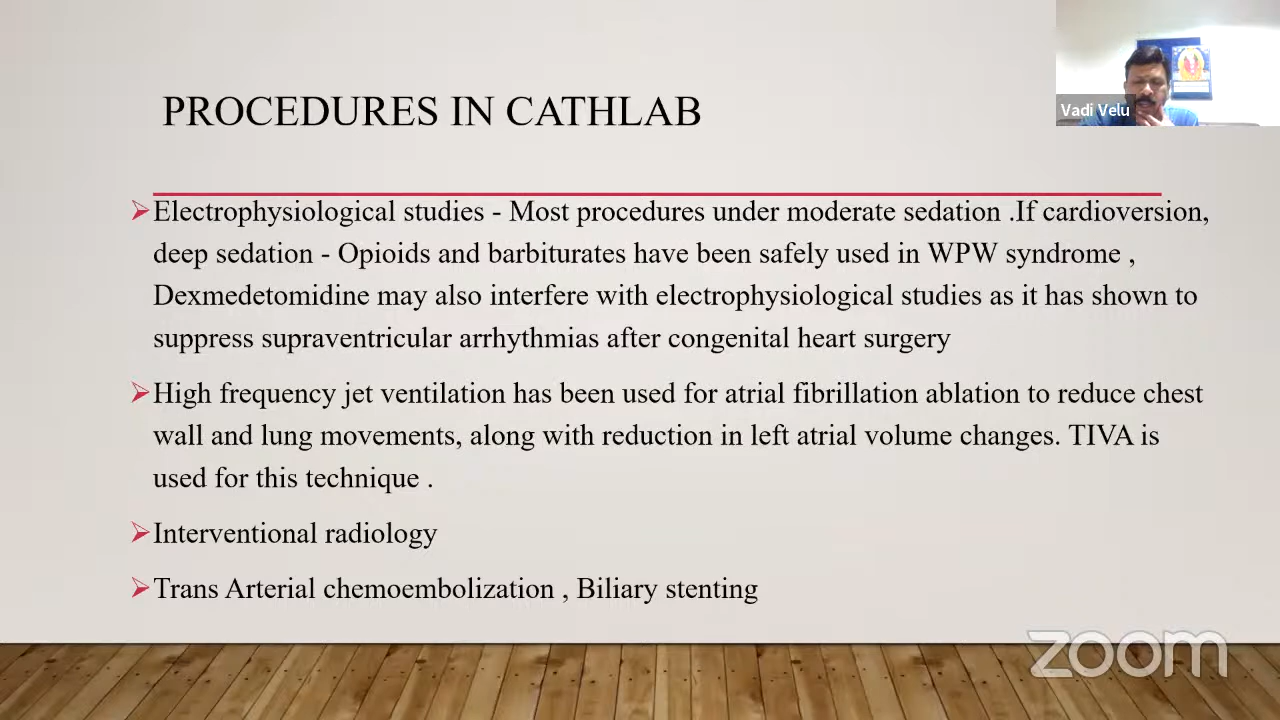 PROCEDURES IN CATHLAB
Vadi Velu
Electrophysiological studies - Most procedures under moderate sedation .If cardioversion,
deep sedation - Opioids and barbiturates have been safely used in WPW syndrome ,
Dexmedetomidine may also interfere with electrophysiological studies as it has shown to
suppress supraventricular arrhythmias after congenital heart surgery
High frequency jet ventilation has been used for atrial fibrillation ablation to reduce chest
wall and lung movements, along with reduction in left atrial volume changes. TIVA is
used for this technique .
Interventional radiology
Trans Arterial chemoembolization , Biliary stenting
zoom